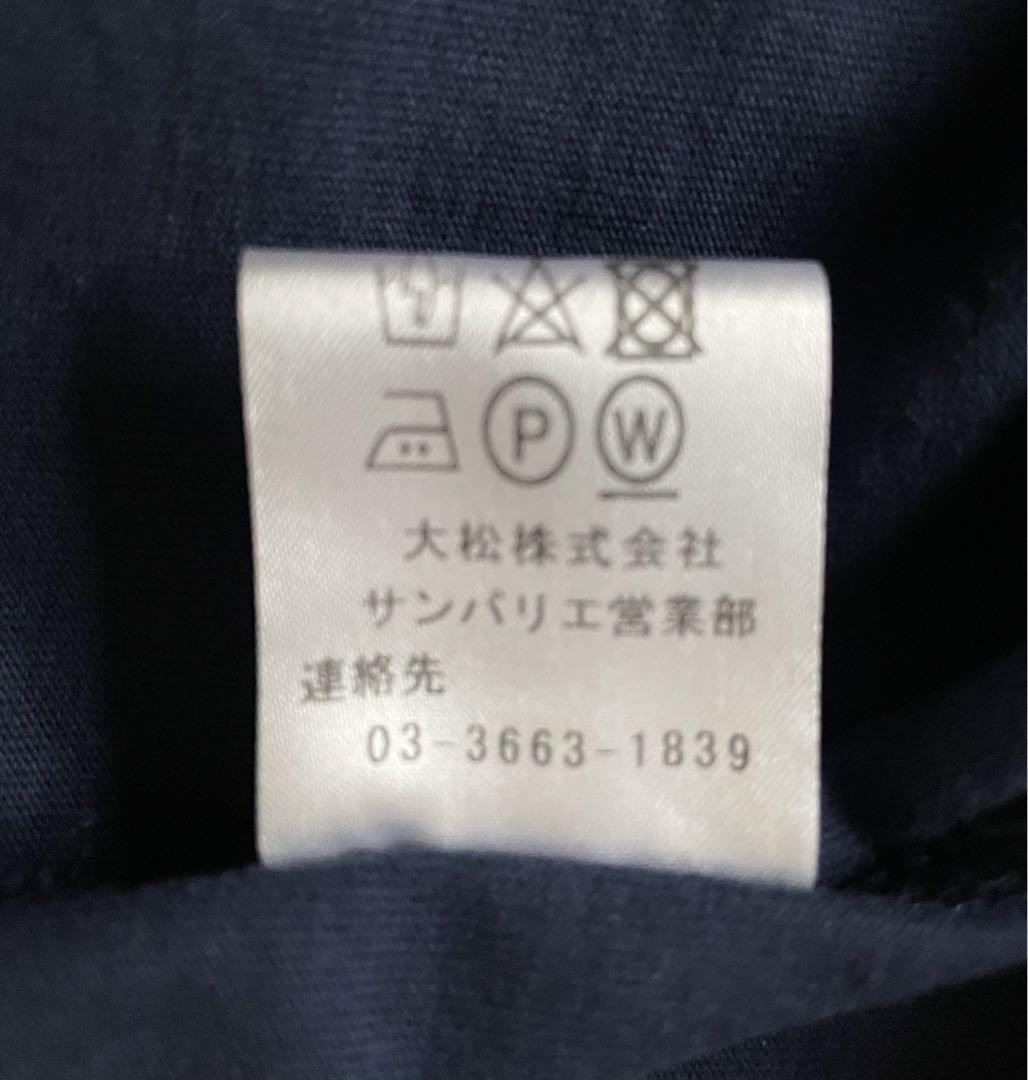 P W
大松株式会社
サンバリエ営業部
連絡先
03-3663-1839